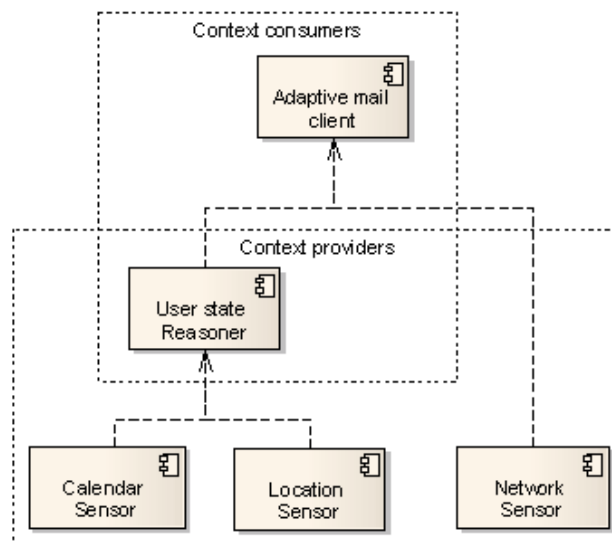 Context consumers
Adaptive mail
client
Context providers
User state
Reasoner
Calendar
Sensor
Location
Sensor
Network
Sensor